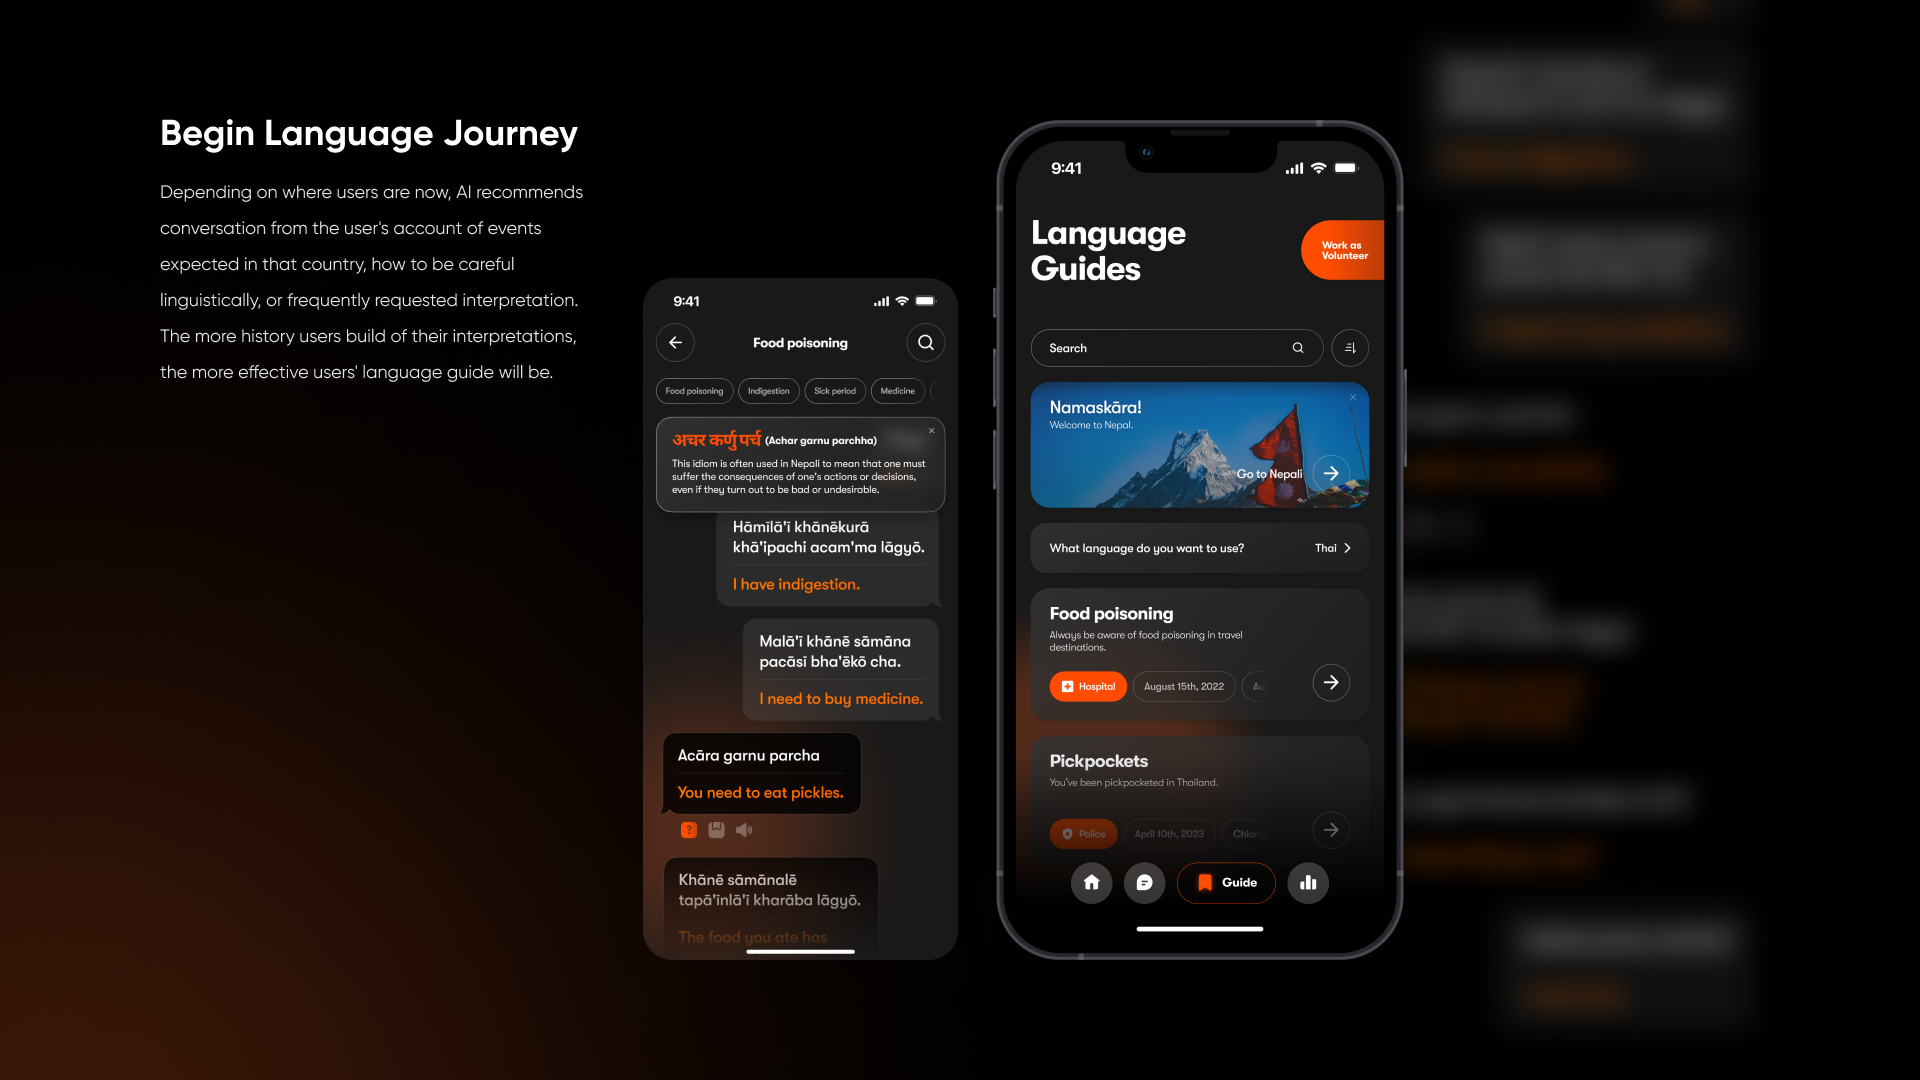 Begin Language Journey
Depending on where users are now, AI recommends
conversation from the user's account of events
expected in that country, how to be careful
linguistically, or frequently requested interpretation.
The more history users build of their interpretations,
the more effective users' language guide will be.
9:41
Food poisoning
Food poisoning
Indigestion
Sick period
Medicine
अचर कर्णु पर्च (Achar garnu parchha)
This idiom is often used in Nepali to mean that one must
suffer the consequences of one's actions or decisions,
even if they turn out to be bad or undesirable.
Hāmīlā'ī khānēkurā
khā'ipachi acam'ma lāgyō.
I have indigestion.
Malā'ī khānē sāmāna
pacāsī bha'ēkō cha.
I need to buy medicine.
Acāra garnu parcha
You need to eat pickles.
?
Khānē sāmānalē
tapā'īnlā'ī kharāba lāgyō.
The food you ate has
9:41
Language
Guides
Work as
Volunteer
Search
Namaskāra!
Welcome to Nepal.
Go to Nepali
What language do you want to use?
Thai
Food poisoning
Always be aware of food poisoning in travel
destinations.
Hospital
August 15th, 2022
Au
Pickpockets
You've been pickpocketed in Thailand.
Police
April 10th, 2023
Chiang
Guide